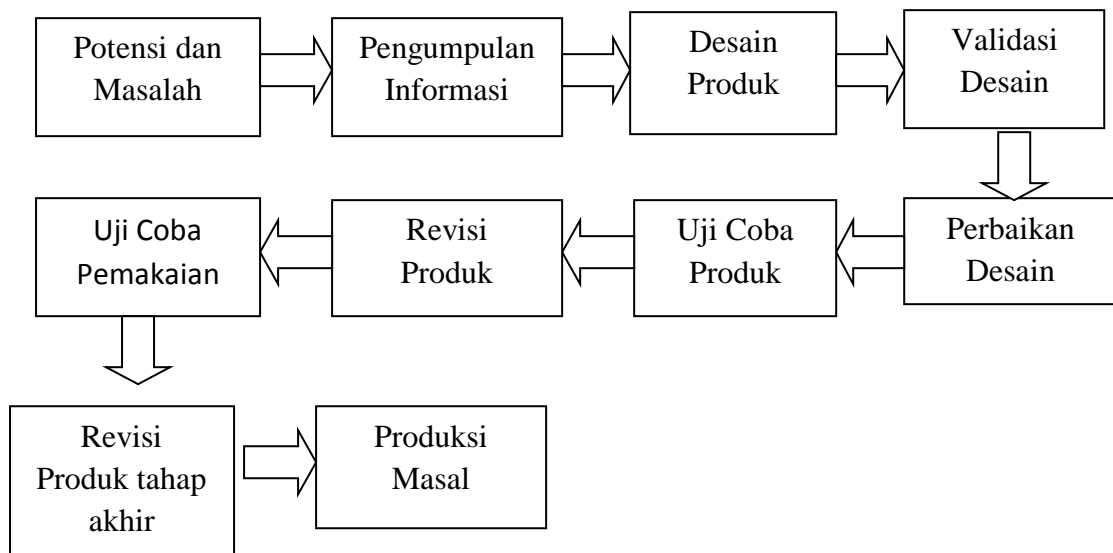 Potensi dan
Masalah
Pengumpulan
Informasi
Desain
Produk
Validasi
Desain
Perbaikan
Desain
Uji Coba
Produk
Revisi
Produk
Uji Coba
Pemakaian
Revisi
Produk tahap
akhir
Produksi
Masal